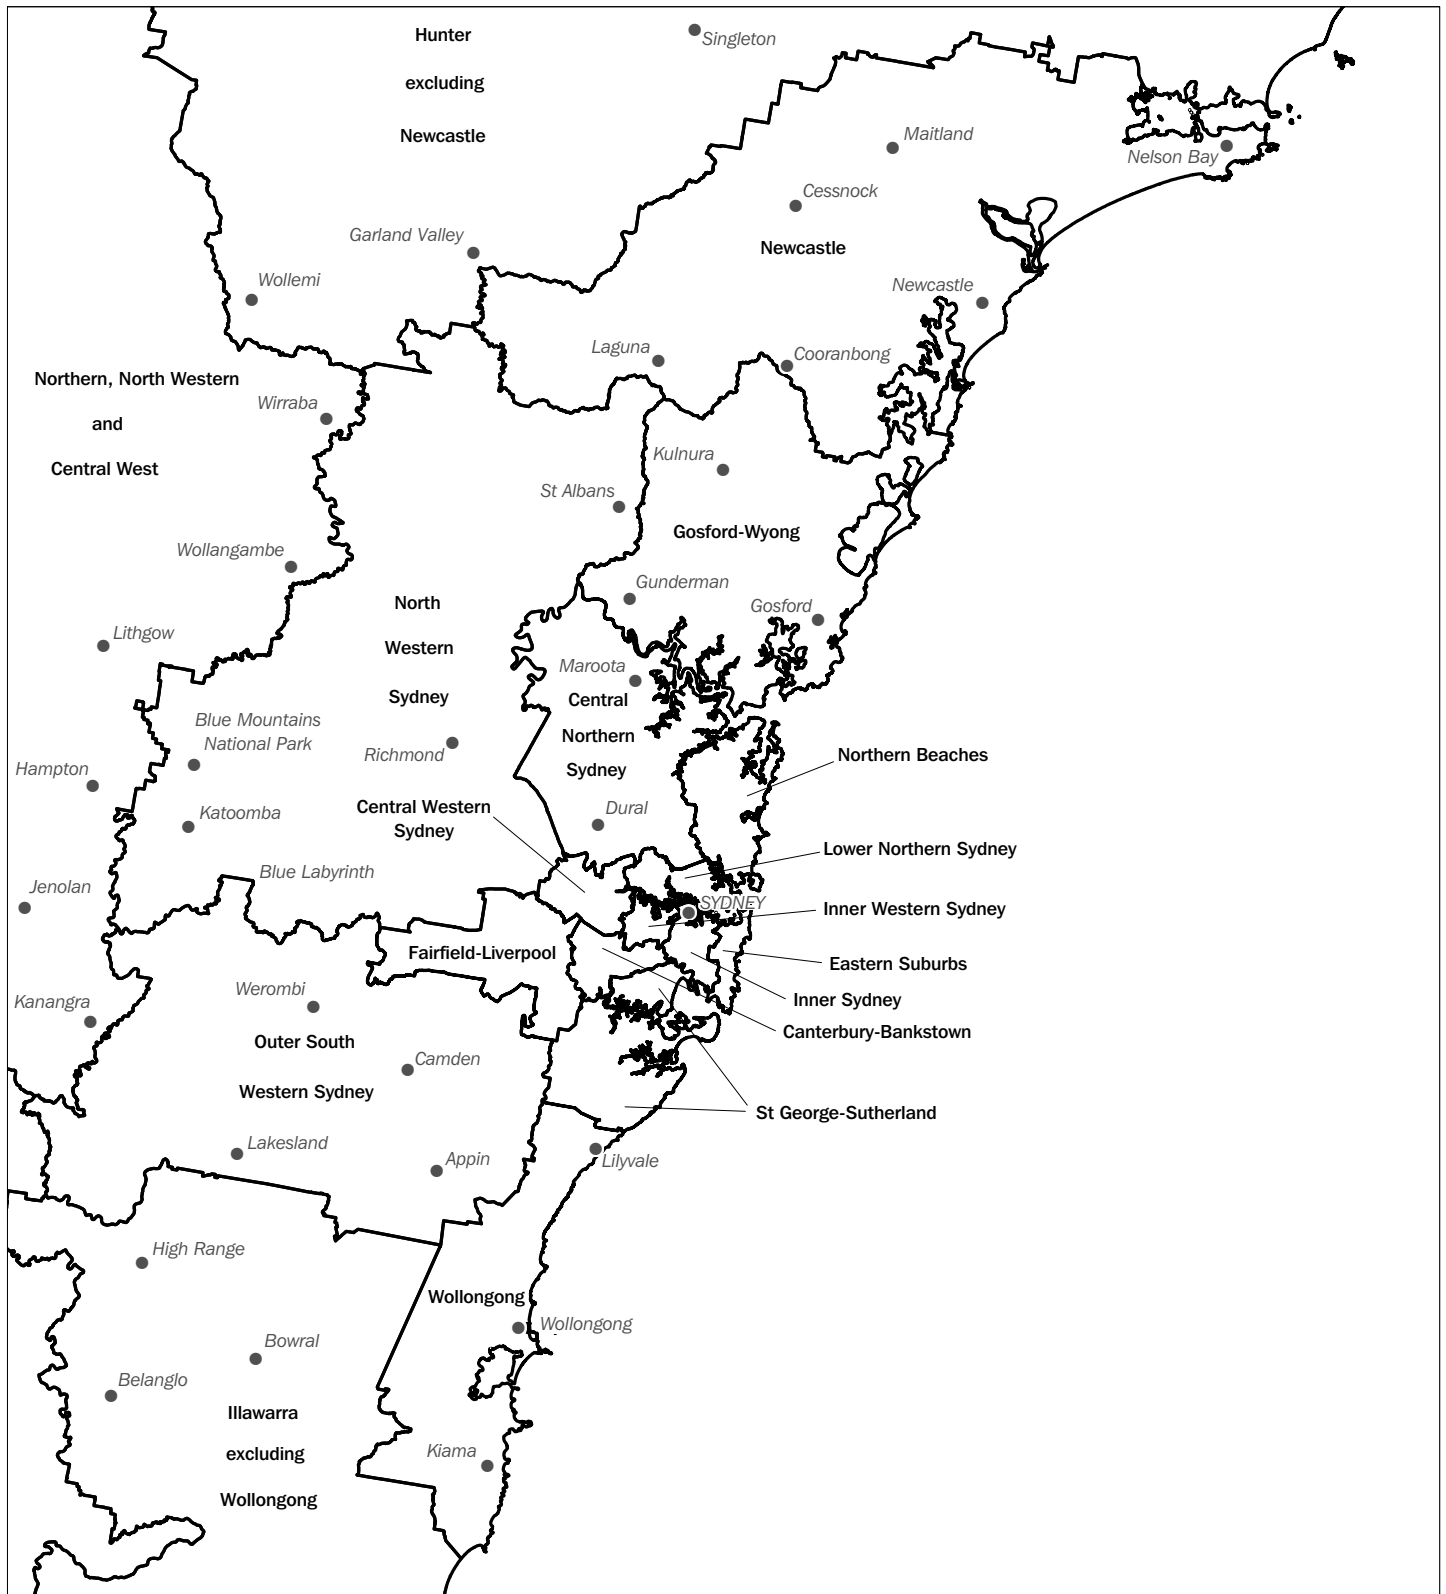 Hunter
excluding
Newcastle
Singleton
Maitland
Nelson Bay
Cessnock
Newcastle
Garland Valley
Wollemi
Newcastle
Laguna
Cooranbong
Northern, North Western
and
Central West
Wirraba
Kulnura
St Albans
Gosford-Wyong
Wollangambe
Gunderman
Gosford
North
Western
Sydney
Lithgow
Maroota
Central
Northern
Sydney
Blue Mountains
National Park
Richmond
Hampton
Northern Beaches
Katoomba
Central Western
Sydney
Dural
Lower Northern Sydney
Blue Labyrinth
Jenolan
SYDNEY
Inner Western Sydney
Fairfield-Liverpool
Eastern Suburbs
Werombi
Kanangra
Inner Sydney
Canterbury-Bankstown
Outer South
Western Sydney
Camden
St George-Sutherland
Lakesland
Appin
Lilyvale
High Range
Wollongong
Wollongong
Bowral
Belanglo
Illawarra
excluding
Wollongong
Kiama